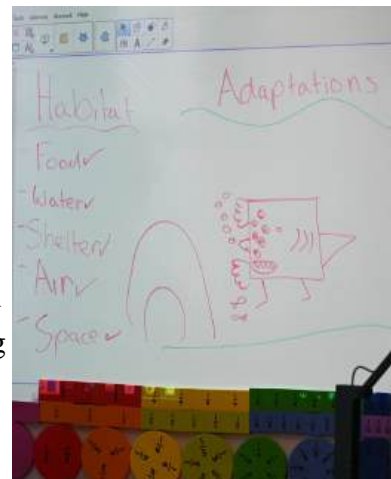 Habitat
Adaptations
- Food✓
- Water✓
- Shelter✓
- Air✓
- Space✓